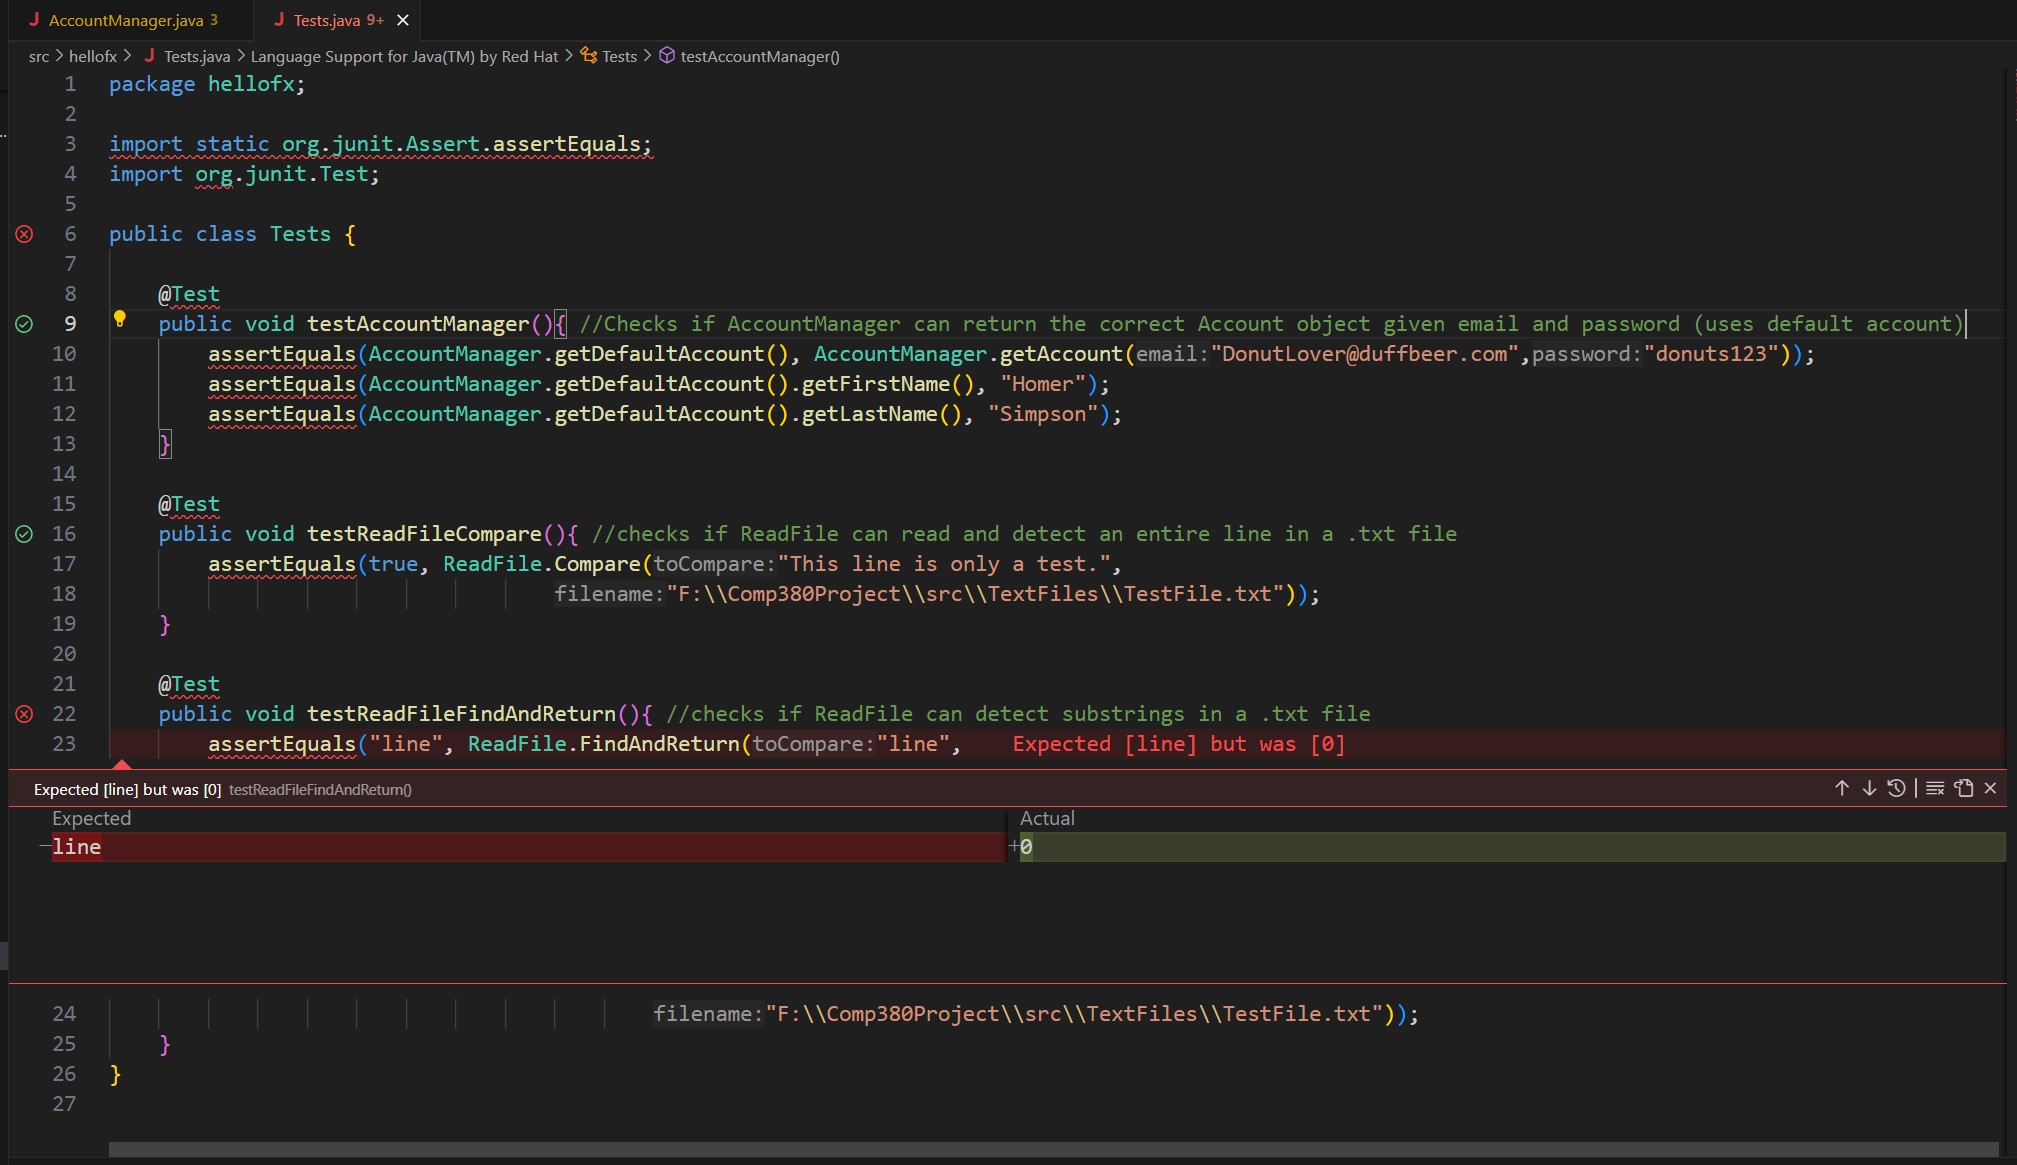 AccountManager.java 3 Tests.java 9+
src > hellofx > Tests.java > Language Support for Java(TM) by Red Hat > Tests > testAccountManager()
1 package hellofx;
2
3 import static org.junit.Assert.assertEquals;
4 import org.junit.Test;
5
6 public class Tests {
7
8 @Test
9 public void testAccountManager(){ //Checks if AccountManager can return the correct Account object given email and password (uses default account)
10 assertEquals(AccountManager.getDefaultAccount(), AccountManager.getAccount(email:"DonutLover@duffbeer.com",password:"donuts123"));
11 assertEquals(AccountManager.getDefaultAccount().getFirstName(), "Homer");
12 assertEquals(AccountManager.getDefaultAccount().getLastName(), "Simpson");
13 }
14
15 @Test
16 public void testReadFileCompare(){ //checks if ReadFile can read and detect an entire line in a .txt file
17 assertEquals(true, ReadFile.Compare(toCompare:"This line is only a test.",
18 filename:"F:\\Comp380Project\\src\\TextFiles\\TestFile.txt"));
19 }
20
21 @Test
22 public void testReadFileFindAndReturn(){ //checks if ReadFile can detect substrings in a .txt file
23 assertEquals("line", ReadFile.FindAndReturn(toCompare:"line", Expected [line] but was [0]
Expected [line] but was [0] testReadFileFindAndReturn()
Expected Actual
line +0
24 filename:"F:\\Comp380Project\\src\\TextFiles\\TestFile.txt"));
25 }
26 }
27